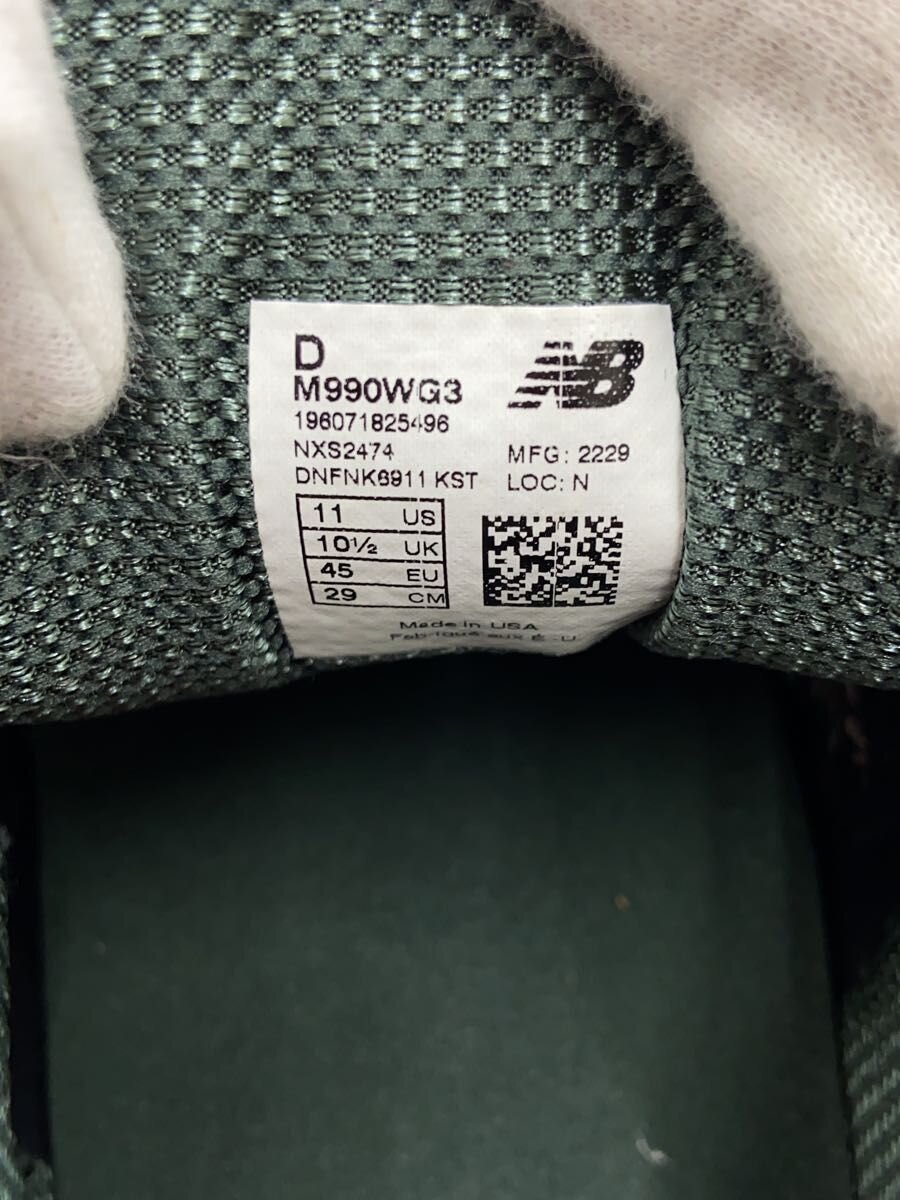 D
NB
M990WG3
196071825496
NXS2474
MFG: 2229
DNFNK6911 KST
LOC: N
11 US
10½ UK
45 EU
29 CM
Made in USA
Fabriqué aux É.-U.